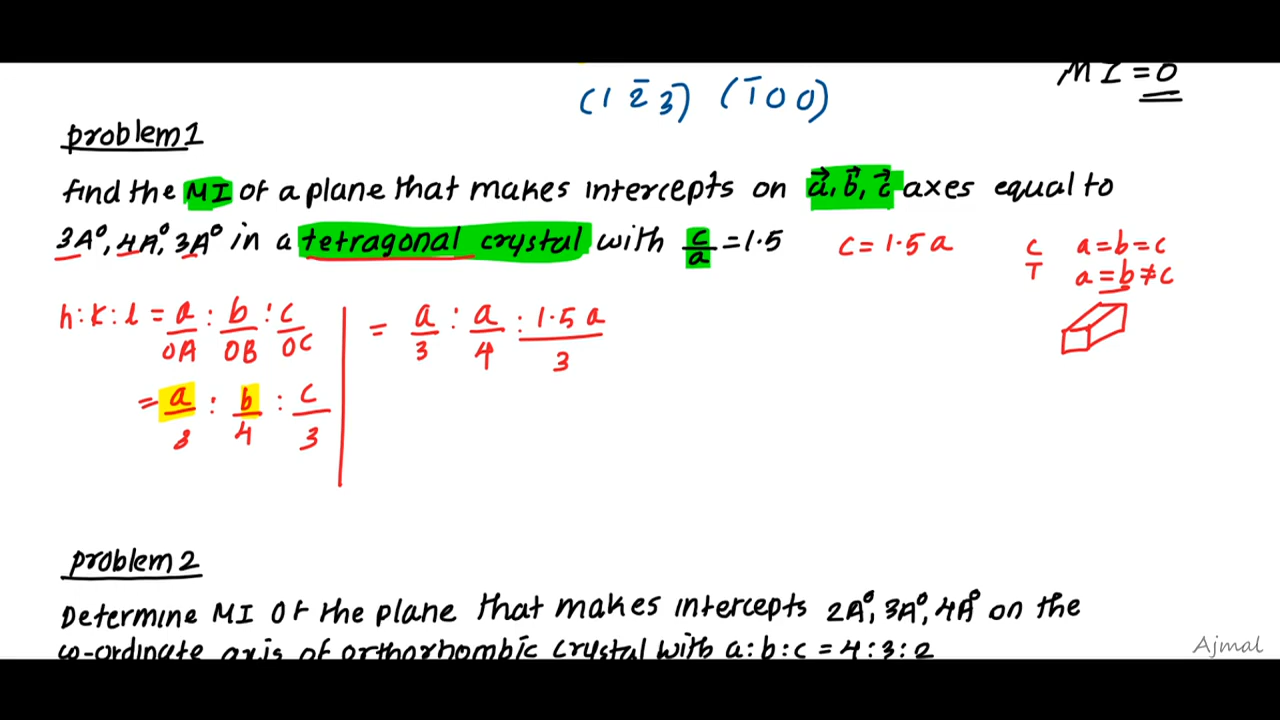 MI = 0
(1 2̄ 3̄) (1̄ 0 0)
problem 1
find the MI of a plane that makes intercepts on a⃗, b⃗, c⃗ axes equal to
3A°, 4A°, 3A° in a tetragonal crystal with c/a = 1.5
c = 1.5 a
C a = b = c
T a = b ≠ c
h : k : l = a/OA : b/OB : c/OC
= a/3 : a/4 : 1.5 a/3
= a/3 : b/4 : c/3
problem 2
Determine MI of the plane that makes intercepts 2A°, 3A°, 4A° on the
co-ordinate axis of orthorhombic crystal with a : b : c = 4 : 3 : 2
Ajmal